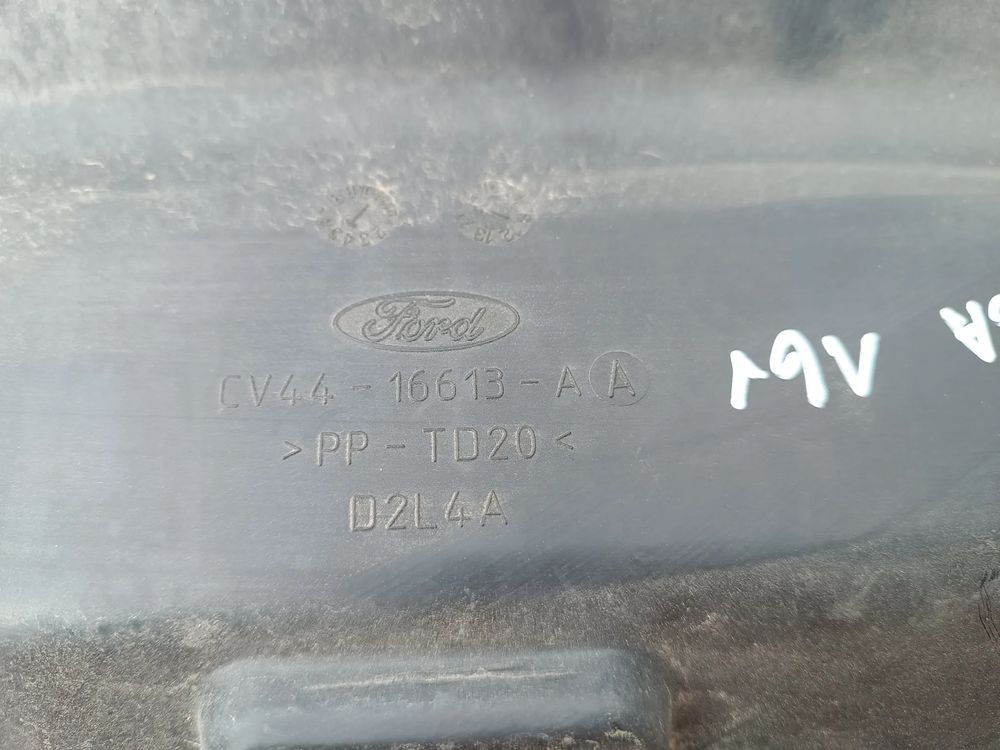 Ford
CV44-16613-A A
>PP-TD20<
D2L4A